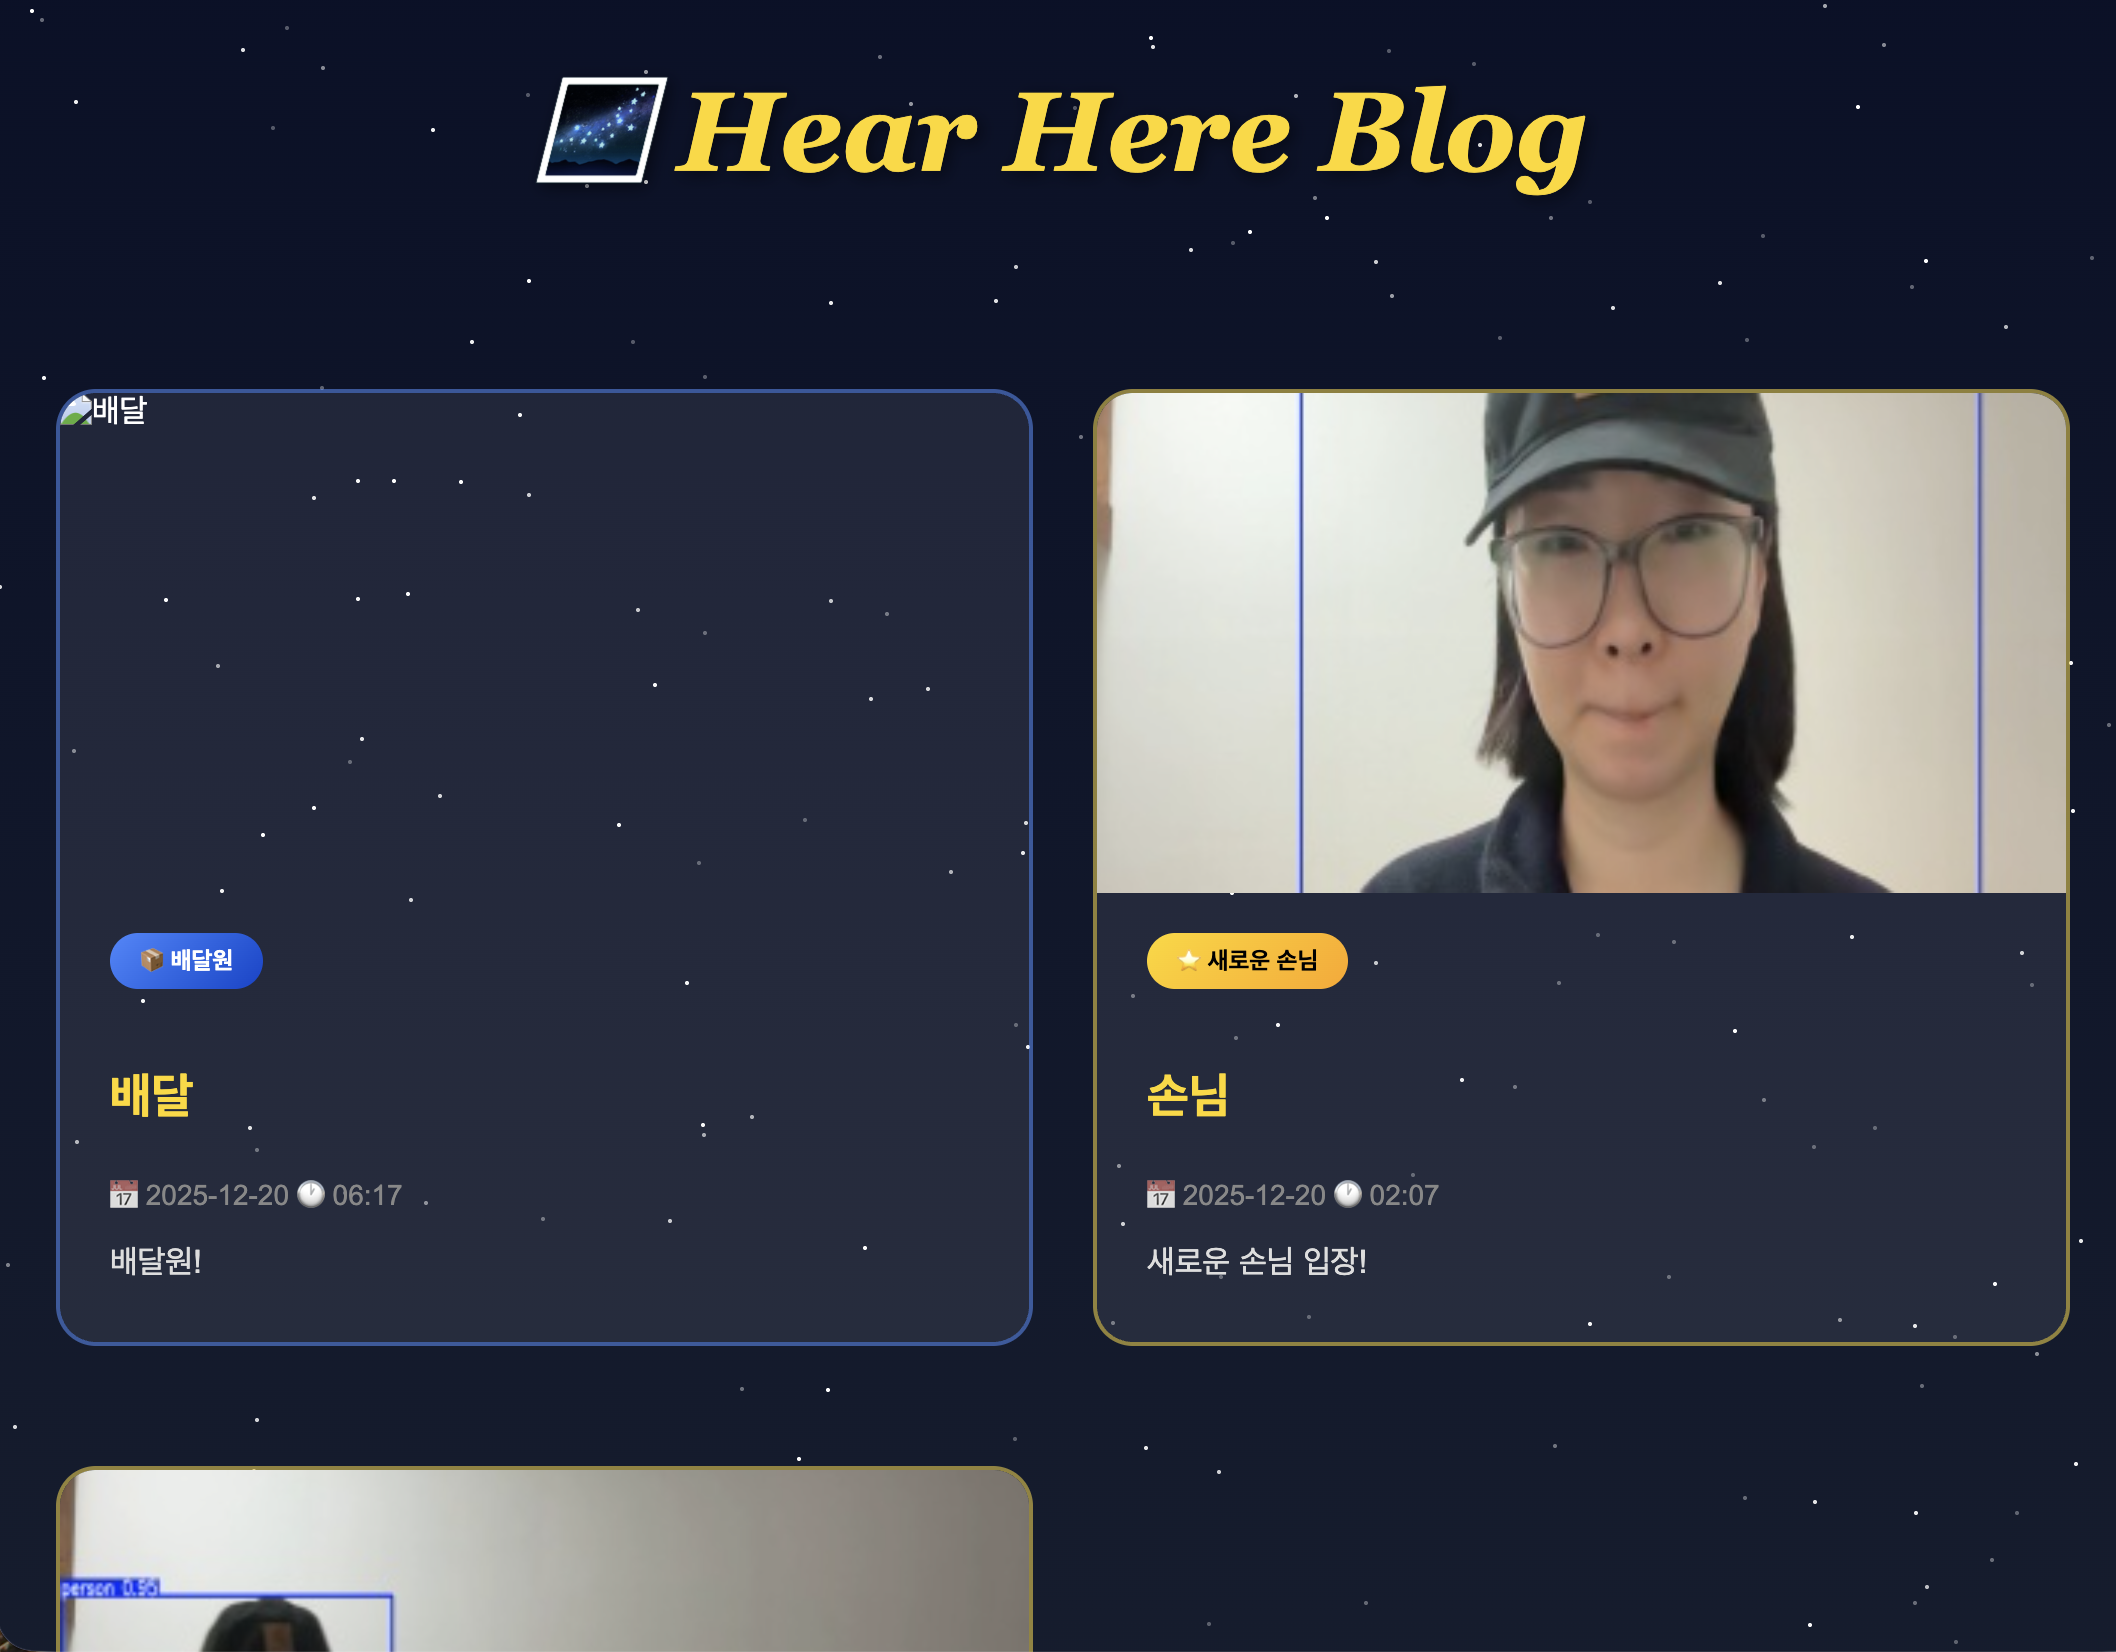 Hear Here Blog
배달
📦 배달원
배달
📅 2025-12-20 🕐 06:17
배달원!
⭐ 새로운 손님
손님
📅 2025-12-20 🕐 02:07
새로운 손님 입장!
person 0.95